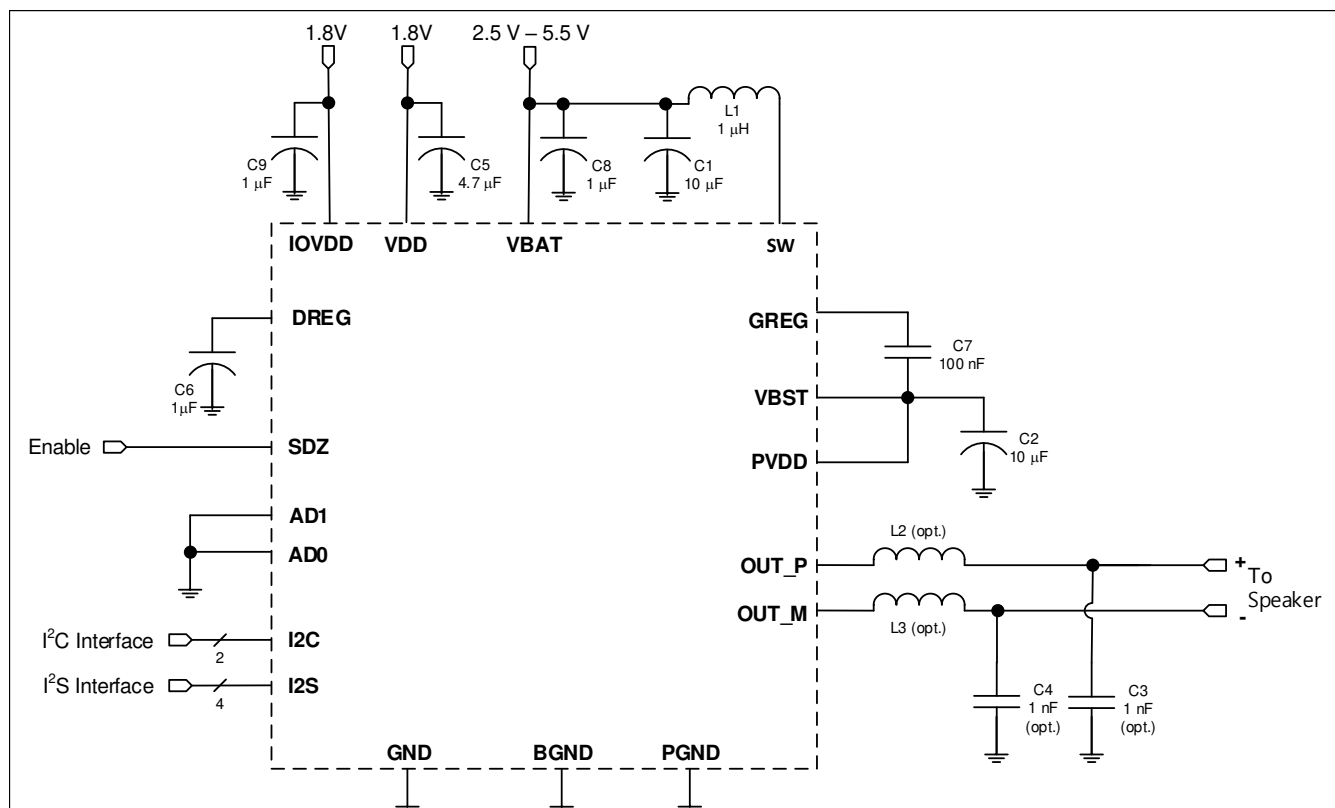 1.8V
1.8V
2.5 V – 5.5 V
L1
1 μH
C9
1 μF
C5
4.7 μF
C8
1 μF
C1
10 μF
IOVDD
VDD
VBAT
SW
DREG
GREG
C7
100 nF
C6
1μF
VBST
C2
10 μF
Enable
SDZ
PVDD
AD1
AD0
L2 (opt.)
OUT_P
+
To
Speaker
OUT_M
-
L3 (opt.)
I²C Interface
2
I2C
I²S Interface
4
I2S
C4
1 nF
(opt.)
C3
1 nF
(opt.)
GND
BGND
PGND